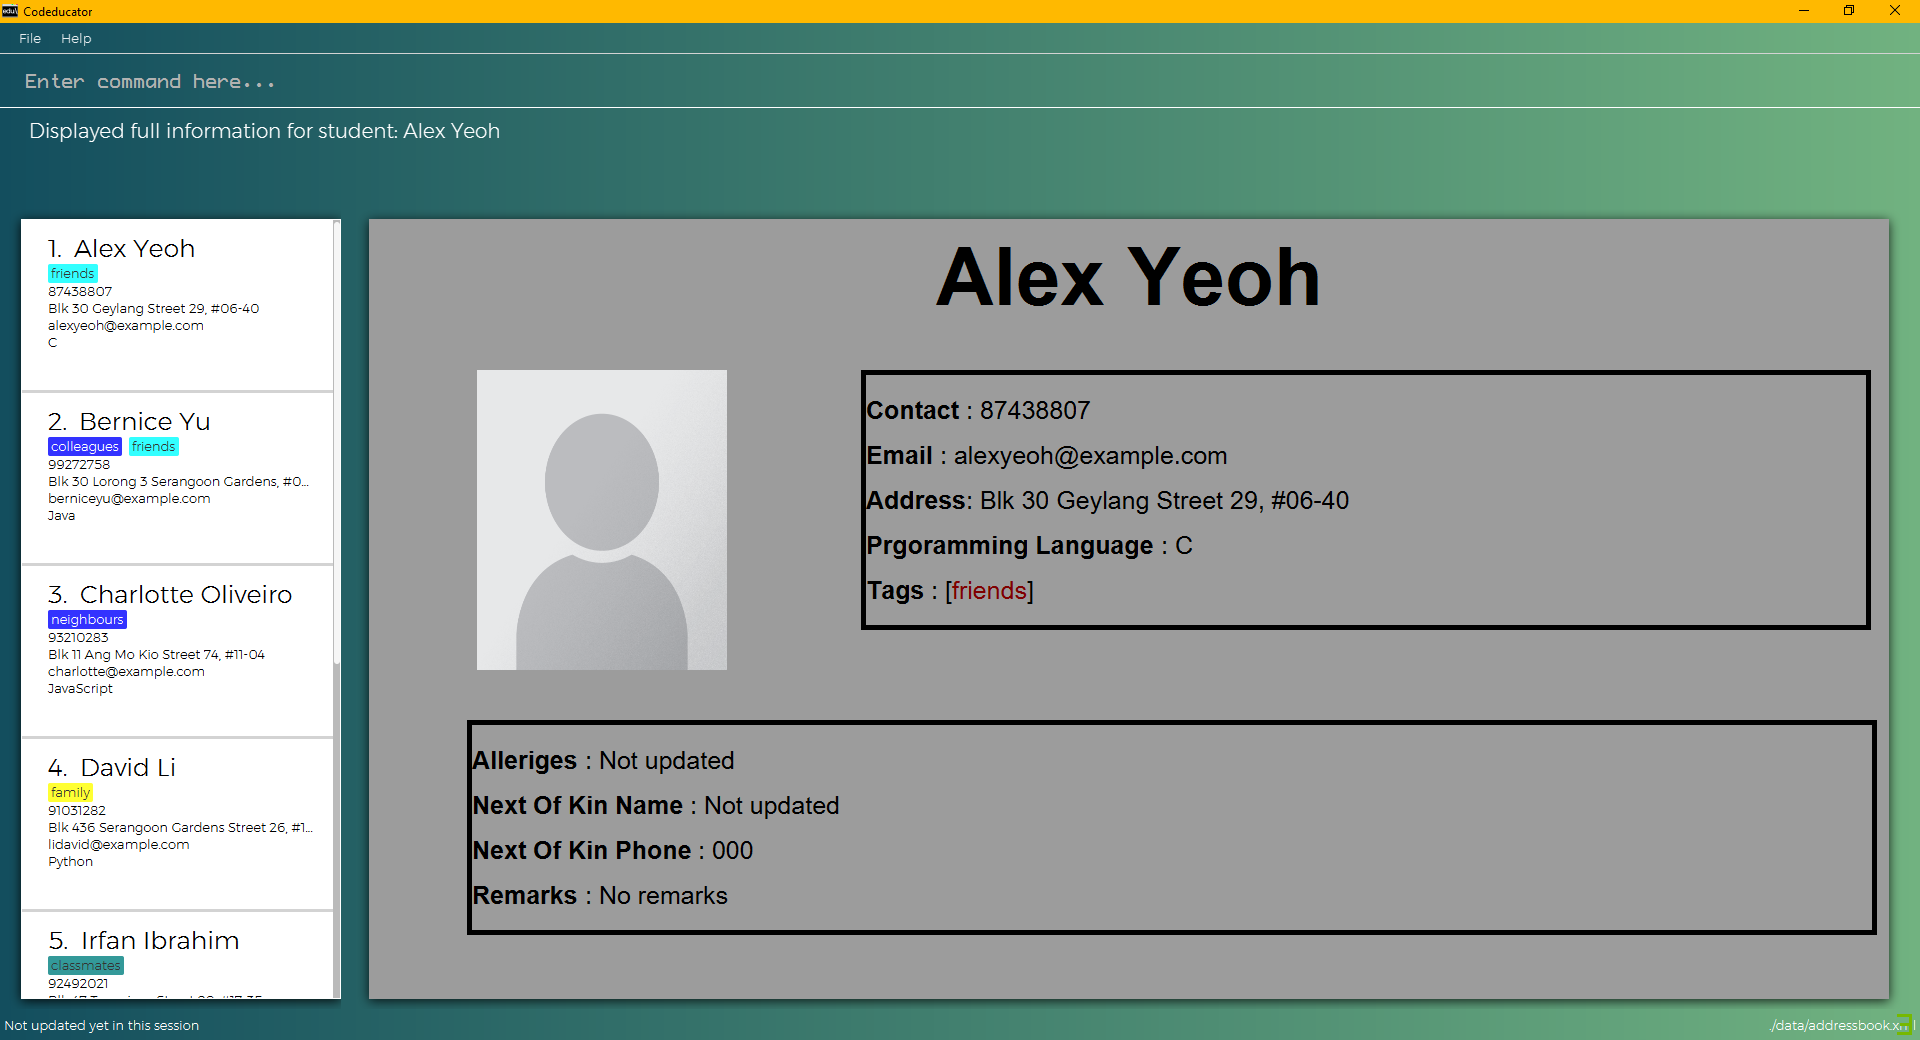 Codeducator
File Help
Enter command here...
Displayed full information for student: Alex Yeoh
1. Alex Yeoh
friends
87438807
Blk 30 Geylang Street 29, #06-40
alexyeoh@example.com
C
2. Bernice Yu
colleagues friends
99272758
Blk 30 Lorong 3 Serangoon Gardens, #0...
berniceyu@example.com
Java
3. Charlotte Oliveiro
neighbours
93210283
Blk 11 Ang Mo Kio Street 74, #11-04
charlotte@example.com
JavaScript
4. David Li
family
91031282
Blk 436 Serangoon Gardens Street 26, #1...
lidavid@example.com
Python
5. Irfan Ibrahim
classmates
92492021
Alex Yeoh
Contact : 87438807
Email : alexyeoh@example.com
Address: Blk 30 Geylang Street 29, #06-40
Prgoramming Language : C
Tags : [friends]
Alleriges : Not updated
Next Of Kin Name : Not updated
Next Of Kin Phone : 000
Remarks : No remarks
Not updated yet in this session